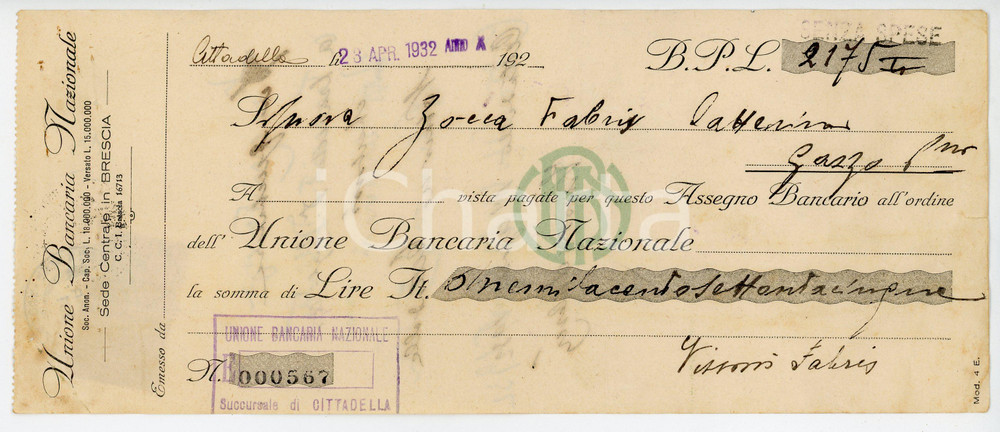 Unione Bancaria Nazionale
Soc. Anon. - Cap. Soc. L. 18.000.000 - Versato L. 15.000.000
Sede Centrale in BRESCIA
C. C. I. Brescia 16713
Emesso da
SENZA SPESE
Cittadella li 28 APR. 1932 Anno X 192
B.P.L. 2175
Signora Zocca Fabris Catterina
Gazzo
A vista pagate per questo Assegno Bancario all'ordine
dell' Unione Bancaria Nazionale
la somma di Lire It. Duemilacentosettantacinque
UNIONE BANCARIA NAZIONALE
N. 000567
Succursale di CITTADELLA
Fabris
Mod. 4 E.
iCharta